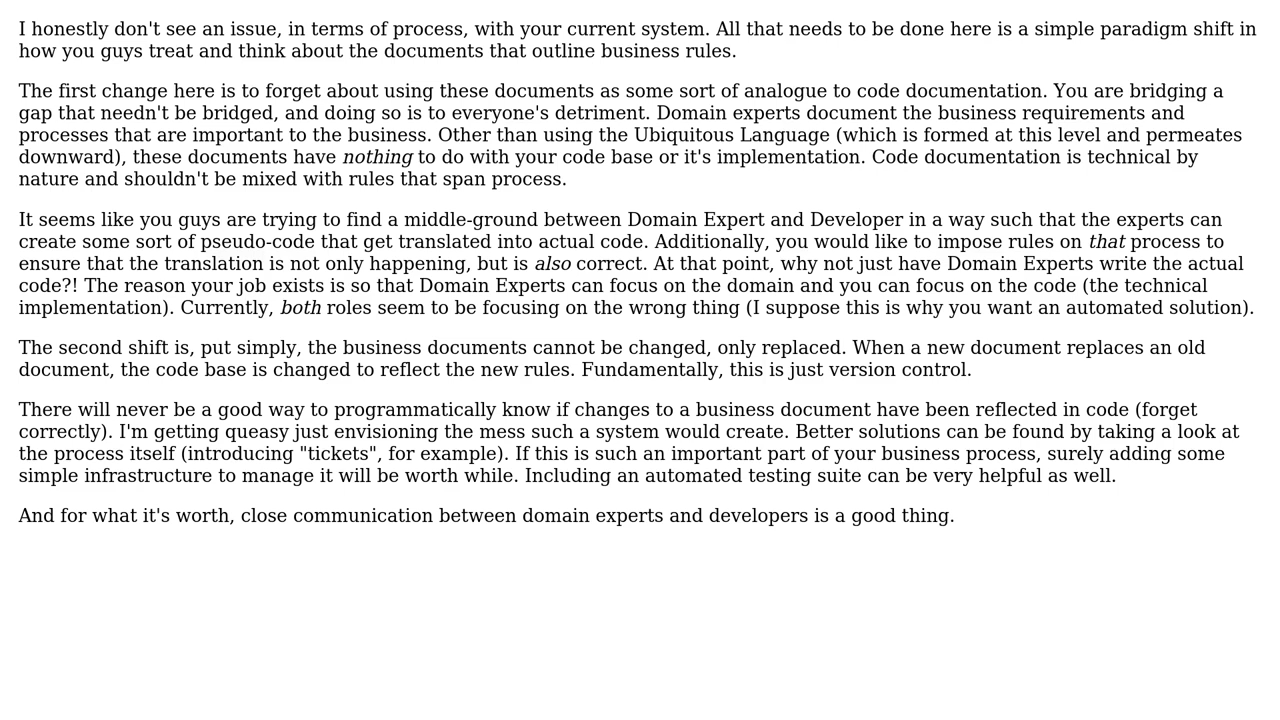 I honestly don't see an issue, in terms of process, with your current system. All that needs to be done here is a simple paradigm shift in
how you guys treat and think about the documents that outline business rules.
The first change here is to forget about using these documents as some sort of analogue to code documentation. You are bridging a
gap that needn't be bridged, and doing so is to everyone's detriment. Domain experts document the business requirements and
processes that are important to the business. Other than using the Ubiquitous Language (which is formed at this level and permeates
downward), these documents have nothing to do with your code base or it's implementation. Code documentation is technical by
nature and shouldn't be mixed with rules that span process.
It seems like you guys are trying to find a middle-ground between Domain Expert and Developer in a way such that the experts can
create some sort of pseudo-code that get translated into actual code. Additionally, you would like to impose rules on that process to
ensure that the translation is not only happening, but is also correct. At that point, why not just have Domain Experts write the actual
code?! The reason your job exists is so that Domain Experts can focus on the domain and you can focus on the code (the technical
implementation). Currently, both roles seem to be focusing on the wrong thing (I suppose this is why you want an automated solution).
The second shift is, put simply, the business documents cannot be changed, only replaced. When a new document replaces an old
document, the code base is changed to reflect the new rules. Fundamentally, this is just version control.
There will never be a good way to programmatically know if changes to a business document have been reflected in code (forget
correctly). I'm getting queasy just envisioning the mess such a system would create. Better solutions can be found by taking a look at
the process itself (introducing "tickets", for example). If this is such an important part of your business process, surely adding some
simple infrastructure to manage it will be worth while. Including an automated testing suite can be very helpful as well.
And for what it's worth, close communication between domain experts and developers is a good thing.